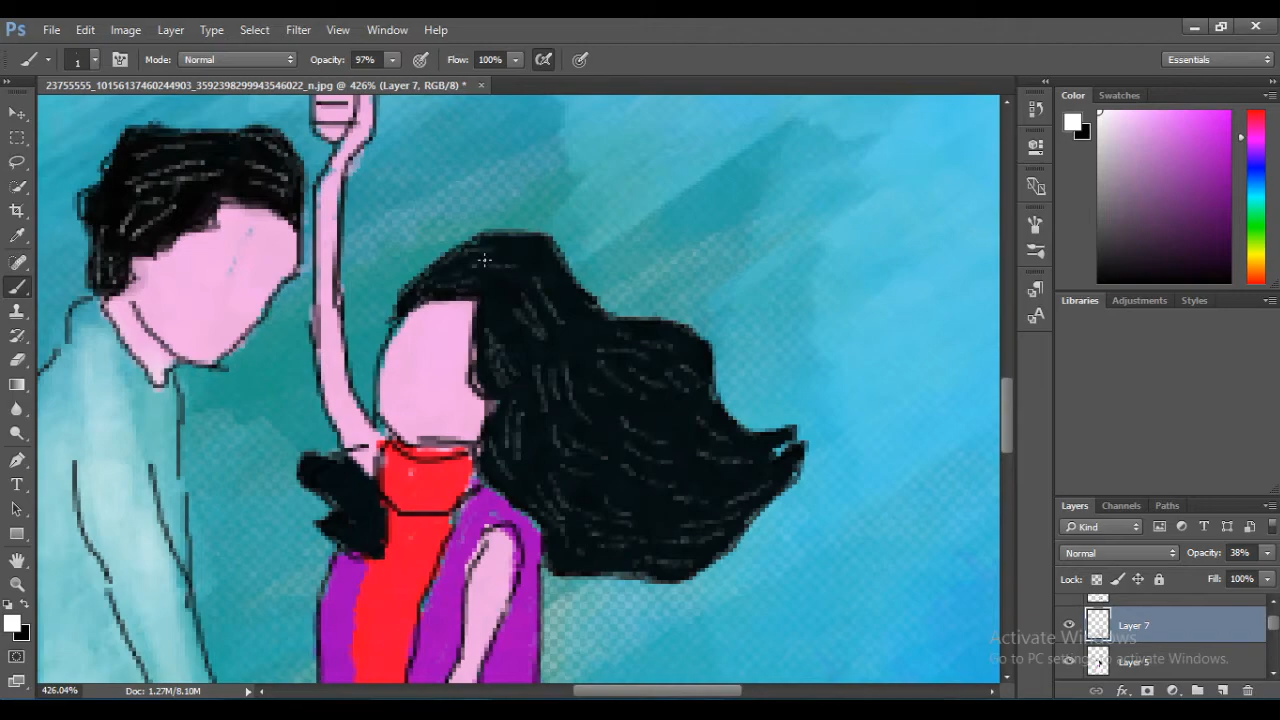 Ps File Edit Image Layer Type Select Filter View Window Help
1 Mode: Normal Opacity: 97% Flow: 100% Essentials
23755555_10156137460244903_3592398299943546022_n.jpg @ 426% (Layer 7, RGB/8) * ×
Color Swatches
Libraries Adjustments Styles
Layers Channels Paths
Kind
Normal Opacity: 38%
Lock: Fill: 100%
Layer 7
Activate Windows
Go to PC settings to activate Windows.
Layer 5
426.04% Doc: 1.27M/8.10M